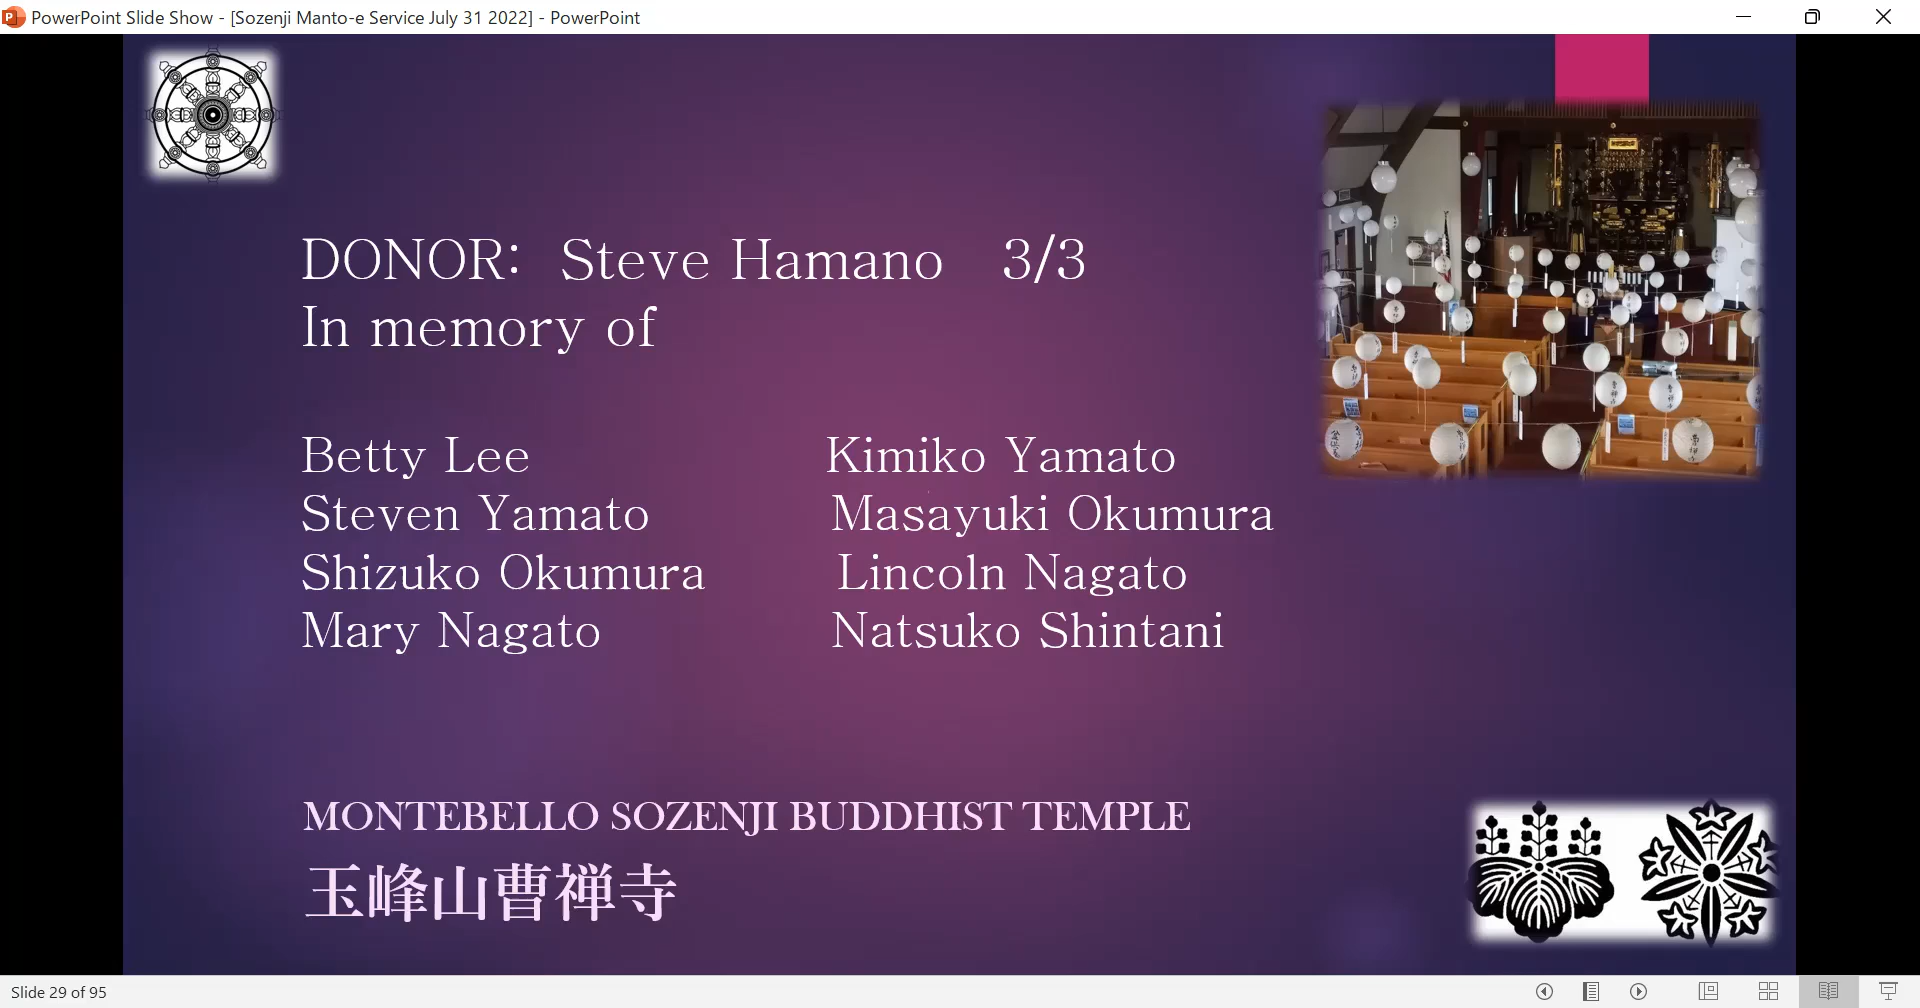 PowerPoint Slide Show - [Sozenji Manto-e Service July 31 2022] - PowerPoint
DONOR: Steve Hamano 3/3
In memory of
Betty Lee Kimiko Yamato
Steven Yamato Masayuki Okumura
Shizuko Okumura Lincoln Nagato
Mary Nagato Natsuko Shintani
MONTEBELLO SOZENJI BUDDHIST TEMPLE
玉峰山曹禅寺
Slide 29 of 95